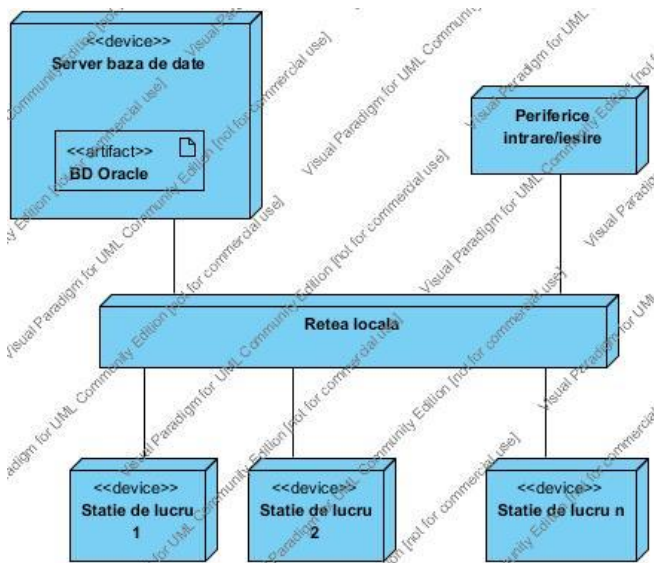 <<device>>
Server baza de date
<<artifact>>
BD Oracle
Periferice
intrare/iesire
Retea locala
<<device>>
Statie de lucru
1
<<device>>
Statie de lucru
2
<<device>>
Statie de lucru n
Visual Paradigm for UML Community Edition [not for commercial use]